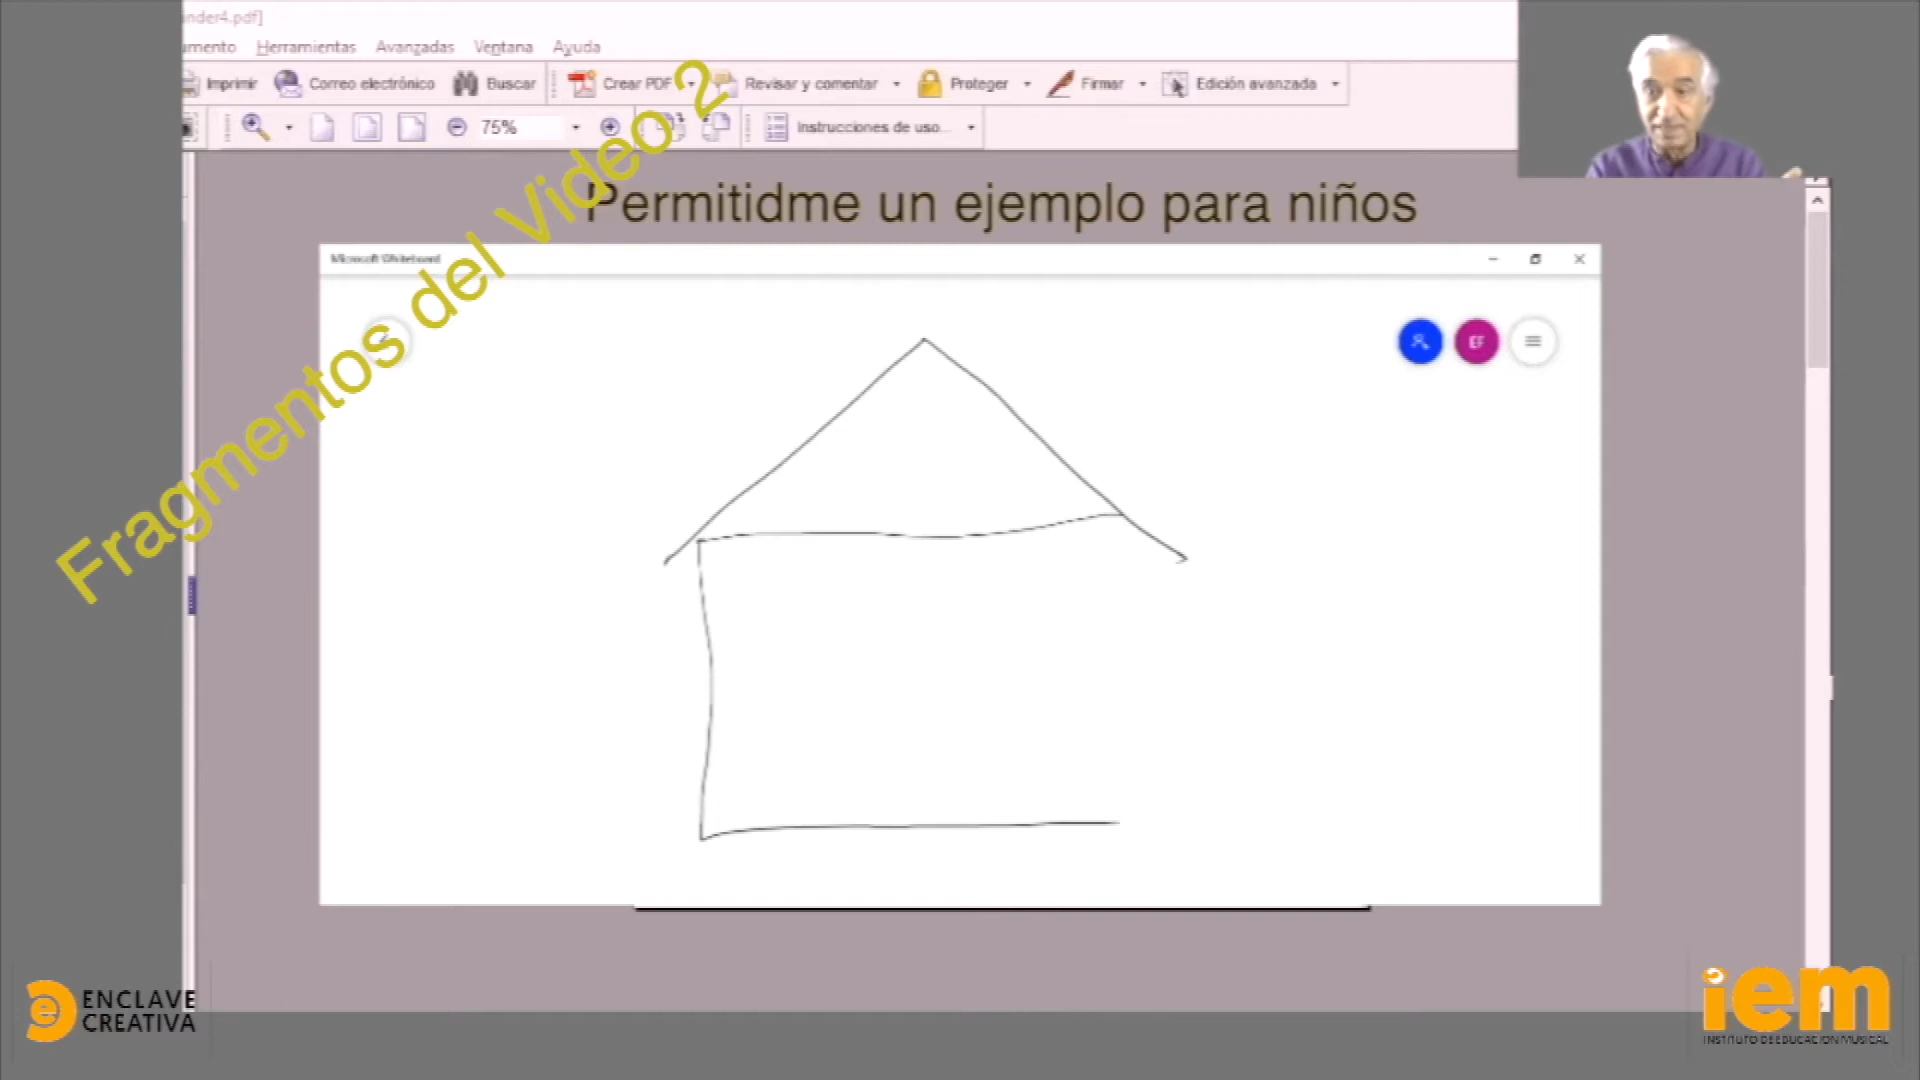 nder4.pdf]
umento Herramientas Avanzadas Ventana Ayuda
Imprimir Correo electrónico Buscar Crear PDF Revisar y comentar Proteger Firmar Edición avanzada
75% Instrucciones de uso...
Permitidme un ejemplo para niños
Microsoft Whiteboard
EF
Fragmentos del Video 2
ENCLAVE
CREATIVA
iem
INSTITUTO DE EDUCACIÓN MUSICAL